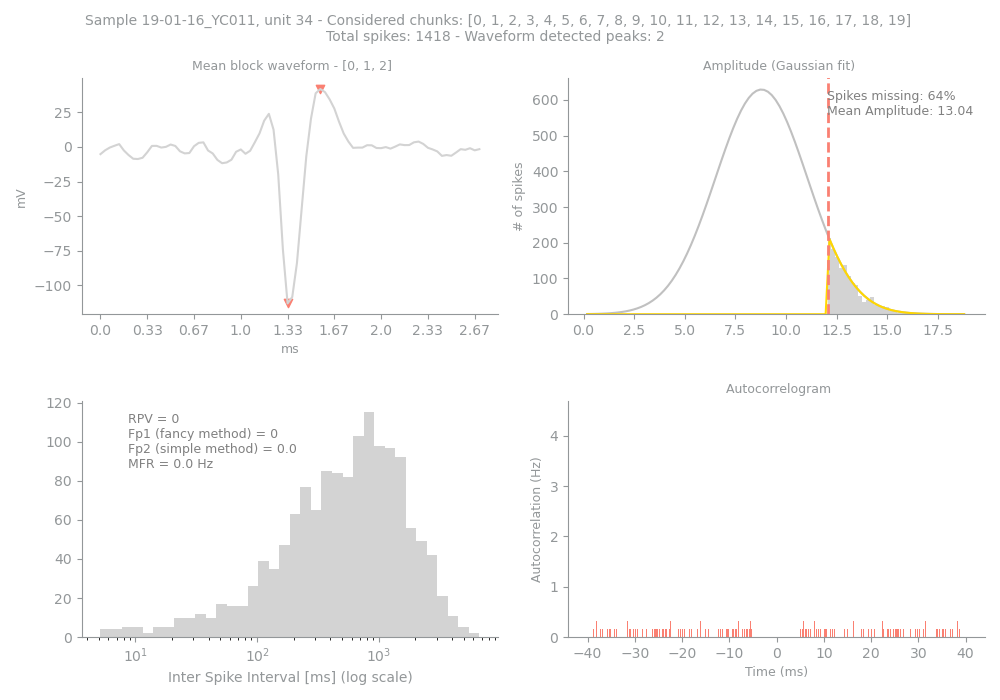 Sample 19-01-16_YC011, unit 34 - Considered chunks: [0, 1, 2, 3, 4, 5, 6, 7, 8, 9, 10, 11, 12, 13, 14, 15, 16, 17, 18, 19]
Total spikes: 1418 - Waveform detected peaks: 2
Mean block waveform - [0, 1, 2]
mV
25
0
−25
−50
−75
−100
0.0 0.33 0.67 1.0 1.33 1.67 2.0 2.33 2.67
ms
Amplitude (Gaussian fit)
Spikes missing: 64%
Mean Amplitude: 13.04
# of spikes
600
500
400
300
200
100
0
0.0 2.5 5.0 7.5 10.0 12.5 15.0 17.5
RPV = 0
Fp1 (fancy method) = 0
Fp2 (simple method) = 0.0
MFR = 0.0 Hz
120
100
80
60
40
20
0
10¹ 10² 10³
Inter Spike Interval [ms] (log scale)
Autocorrelogram
Autocorrelation (Hz)
4
3
2
1
0
−40 −30 −20 −10 0 10 20 30 40
Time (ms)